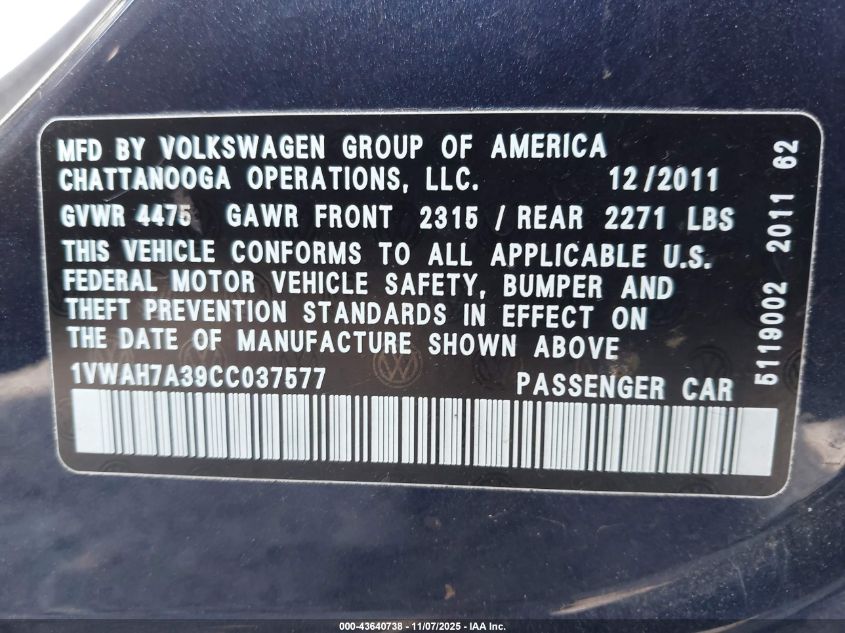 MFD BY VOLKSWAGEN GROUP OF AMERICA
CHATTANOOGA OPERATIONS, LLC. 12/2011
GVWR 4475 GAWR FRONT 2315 / REAR 2271 LBS
THIS VEHICLE CONFORMS TO ALL APPLICABLE U.S.
FEDERAL MOTOR VEHICLE SAFETY, BUMPER AND
THEFT PREVENTION STANDARDS IN EFFECT ON
THE DATE OF MANUFACTURE SHOWN ABOVE
1VWAH7A39CC037577 PASSENGER CAR
5119002 2011 62
000-43640738 - 11/07/2025 - IAA Inc.